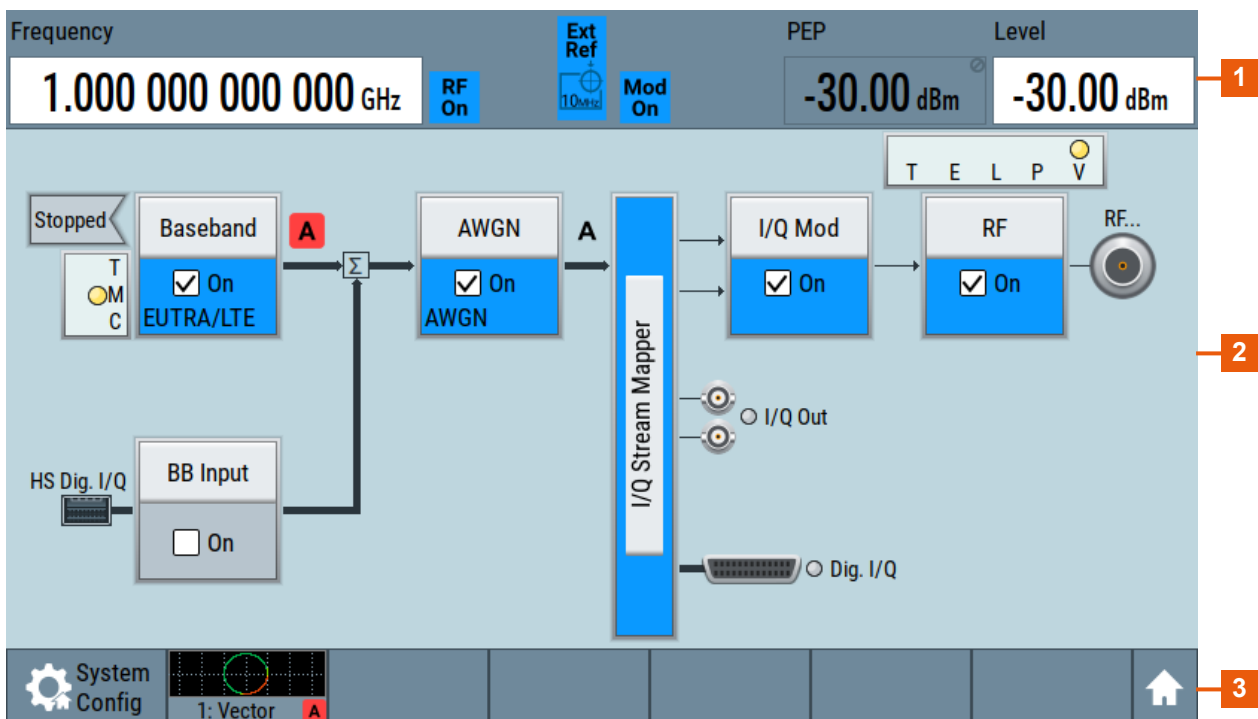 Frequency
PEP
Level
1.000 000 000 000 GHz
RF
On
Ext
Ref
10MHz
Mod
On
-30.00 dBm
-30.00 dBm
1
T E L P V
Stopped
Baseband
A
AWGN
A
I/Q Mod
RF
RF...
T
M
C
On
EUTRA/LTE
Σ
On
AWGN
On
On
2
I/Q Stream Mapper
I/Q Out
HS Dig. I/Q
BB Input
On
Dig. I/Q
System
Config
1: Vector
A
3